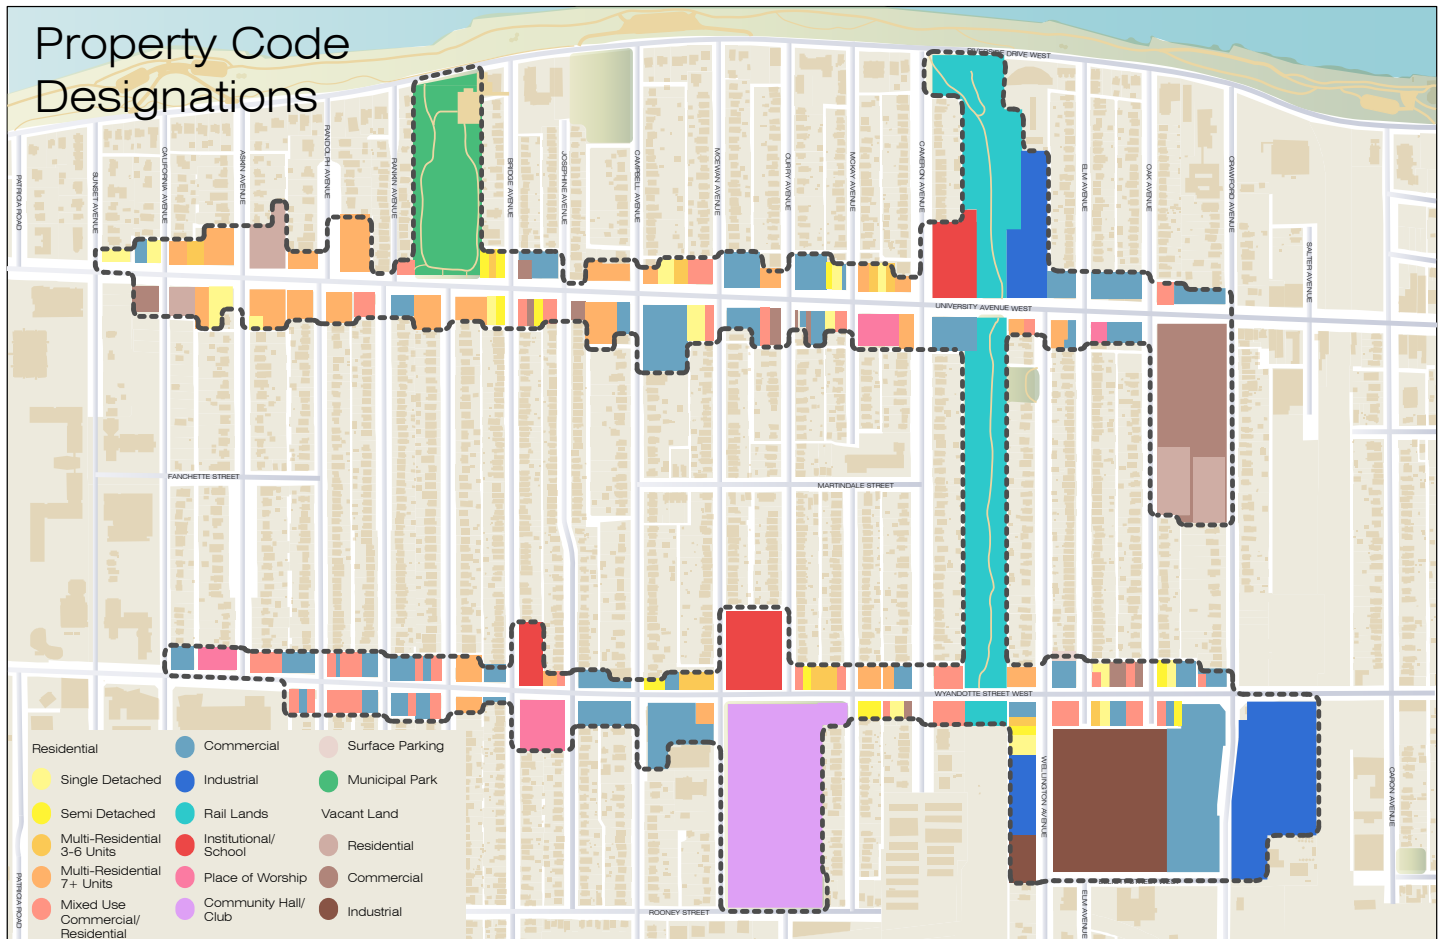 Property Code
Designations
RIVERSIDE DRIVE WEST
PATRICIA ROAD
SUNSET AVENUE
CALIFORNIA AVENUE
ASKIN AVENUE
RANDOLPH AVENUE
RANKIN AVENUE
BRIDGE AVENUE
JOSEPHINE AVENUE
CAMPBELL AVENUE
MCEWAN AVENUE
CURRY AVENUE
MCKAY AVENUE
CAMERON AVENUE
ELM AVENUE
OAK AVENUE
CRAWFORD AVENUE
SALTER AVENUE
UNIVERSITY AVENUE WEST
FANCHETTE STREET
MARTINDALE STREET
WYANDOTTE STREET WEST
WELLINGTON AVENUE
CARON AVENUE
PATRICIA ROAD
ELM AVENUE
ROONEY STREET
Residential
Single Detached
Semi Detached
Multi-Residential
3-6 Units
Multi-Residential
7+ Units
Mixed Use
Commercial/
Residential
Commercial
Industrial
Rail Lands
Institutional/
School
Place of Worship
Community Hall/
Club
Surface Parking
Municipal Park
Vacant Land
Residential
Commercial
Industrial